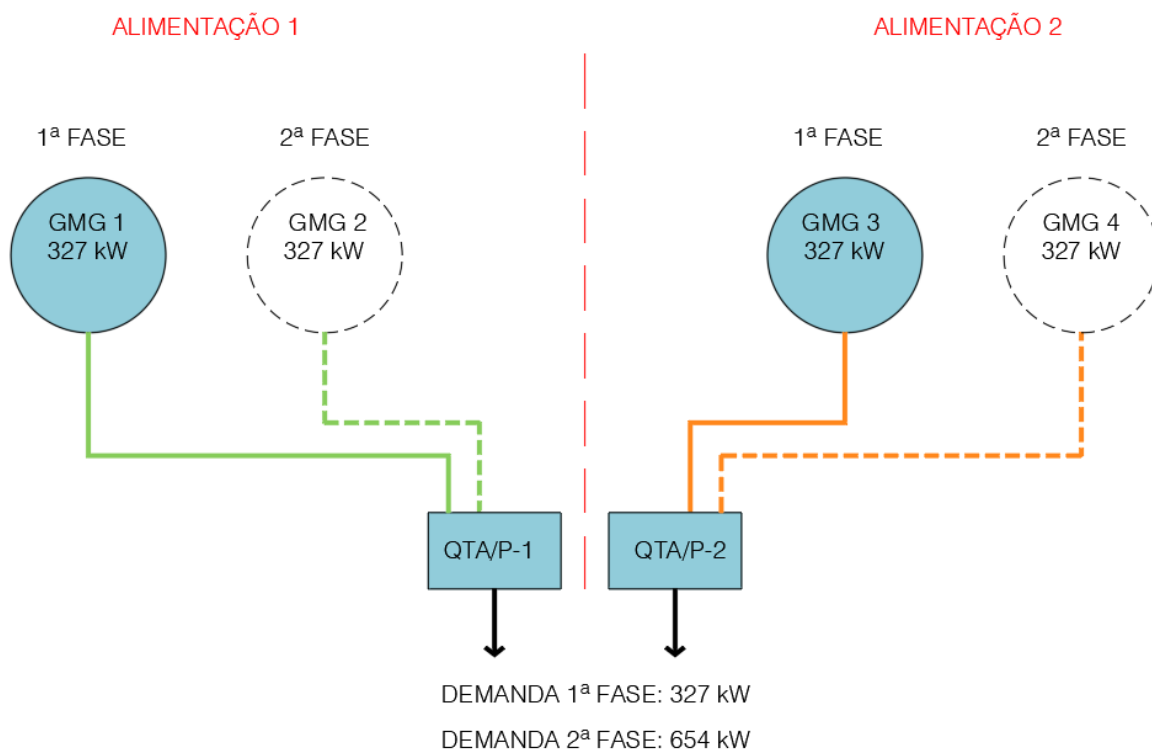 ALIMENTAÇÃO 1
ALIMENTAÇÃO 2
1ª FASE
2ª FASE
1ª FASE
2ª FASE
GMG 1
327 kW
GMG 2
327 kW
GMG 3
327 kW
GMG 4
327 kW
QTA/P-1
QTA/P-2
DEMANDA 1ª FASE: 327 kW
DEMANDA 2ª FASE: 654 kW